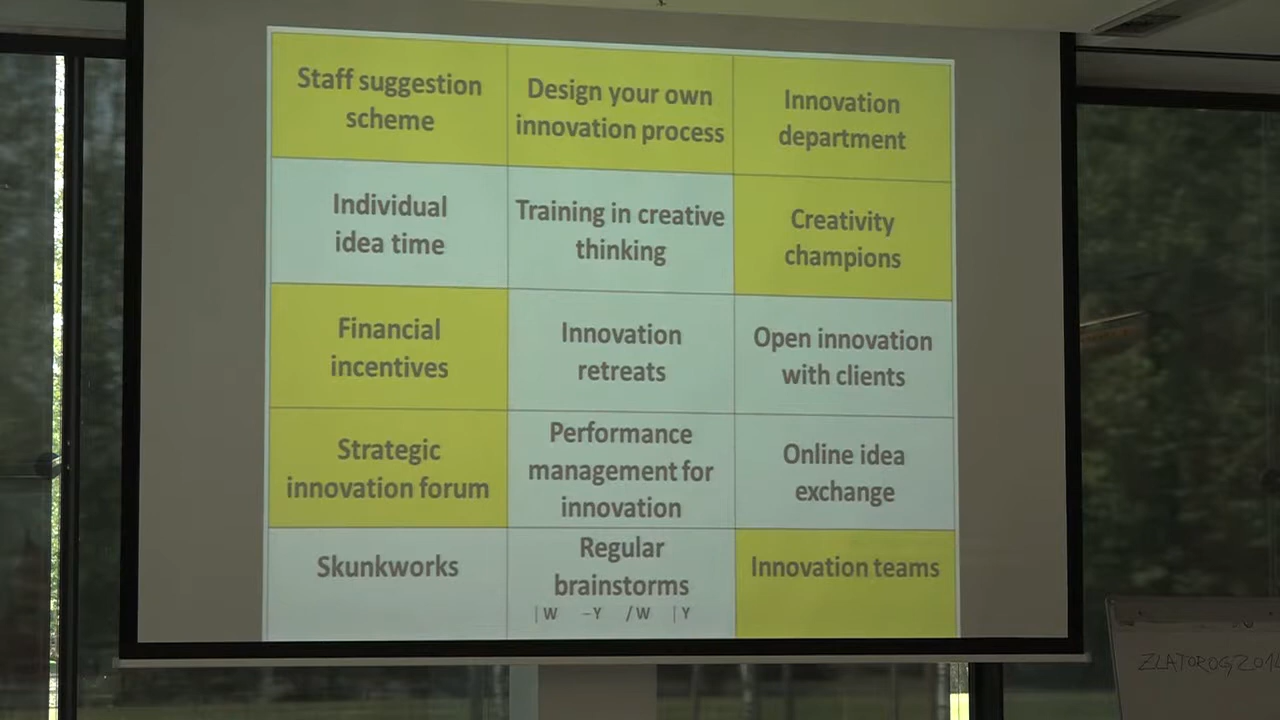 Staff suggestion
scheme
Design your own
innovation process
Innovation
department
Individual
idea time
Training in creative
thinking
Creativity
champions
Financial
incentives
Innovation
retreats
Open innovation
with clients
Strategic
innovation forum
Performance
management for
innovation
Online idea
exchange
Skunkworks
Regular
brainstorms
|W –Y /W |Y
Innovation teams